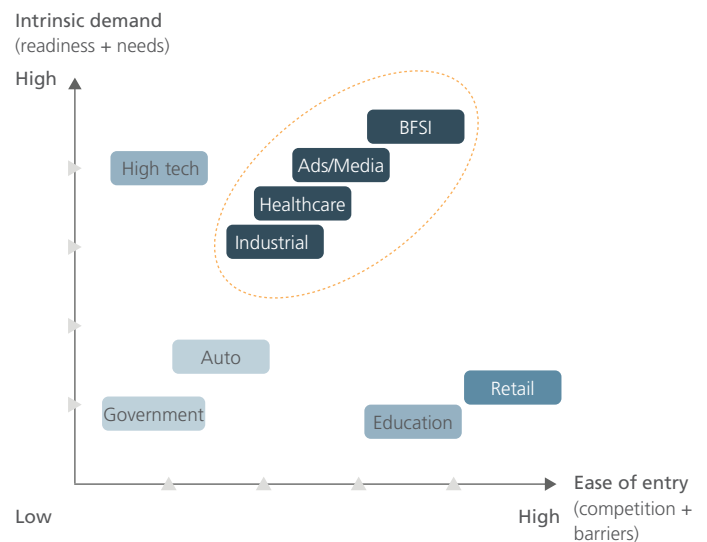 Intrinsic demand
(readiness + needs)
High
BFSI
High tech
Ads/Media
Healthcare
Industrial
Auto
Retail
Government
Education
Ease of entry
Low
High
(competition +
barriers)